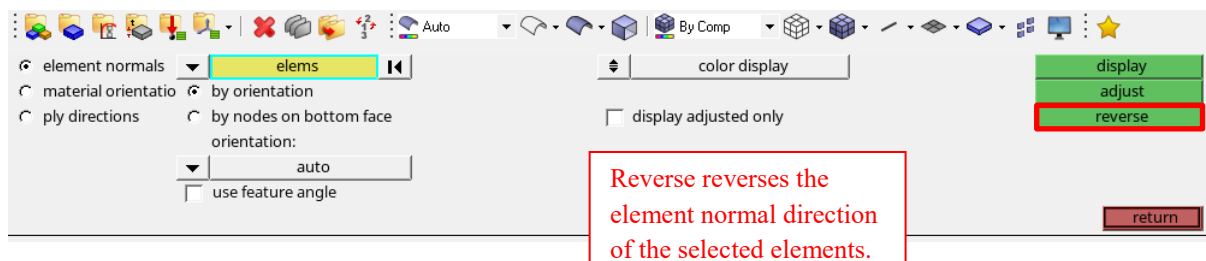 Auto By Comp
element normals elems color display display
material orientatio by orientation adjust
ply directions by nodes on bottom face display adjusted only reverse
orientation:
auto
use feature angle
return
Reverse reverses the
element normal direction
of the selected elements.